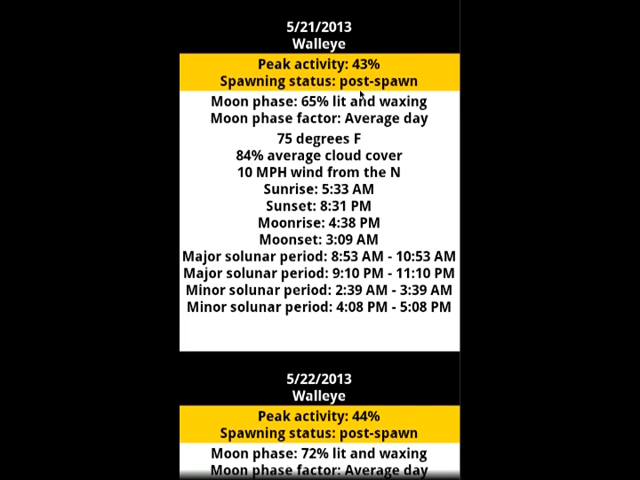 5/21/2013
Walleye
Peak activity: 43%
Spawning status: post-spawn
Moon phase: 65% lit and waxing
Moon phase factor: Average day
75 degrees F
84% average cloud cover
10 MPH wind from the N
Sunrise: 5:33 AM
Sunset: 8:31 PM
Moonrise: 4:38 PM
Moonset: 3:09 AM
Major solunar period: 8:53 AM - 10:53 AM
Major solunar period: 9:10 PM - 11:10 PM
Minor solunar period: 2:39 AM - 3:39 AM
Minor solunar period: 4:08 PM - 5:08 PM
5/22/2013
Walleye
Peak activity: 44%
Spawning status: post-spawn
Moon phase: 72% lit and waxing
Moon phase factor: Average day